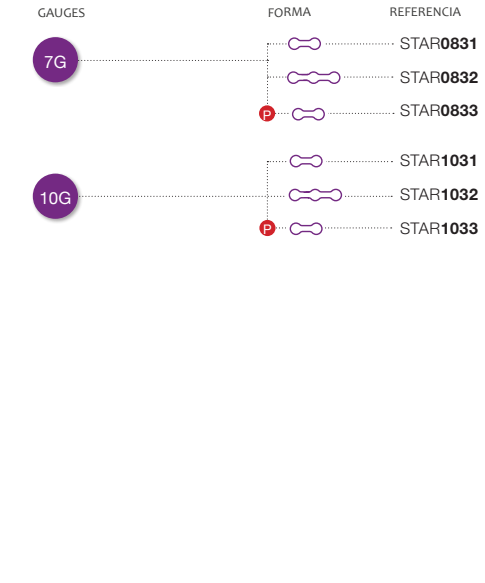 GAUGES FORMA REFERENCIA
STAR0831
7G
STAR0832
P STAR0833
STAR1031
10G STAR1032
P STAR1033